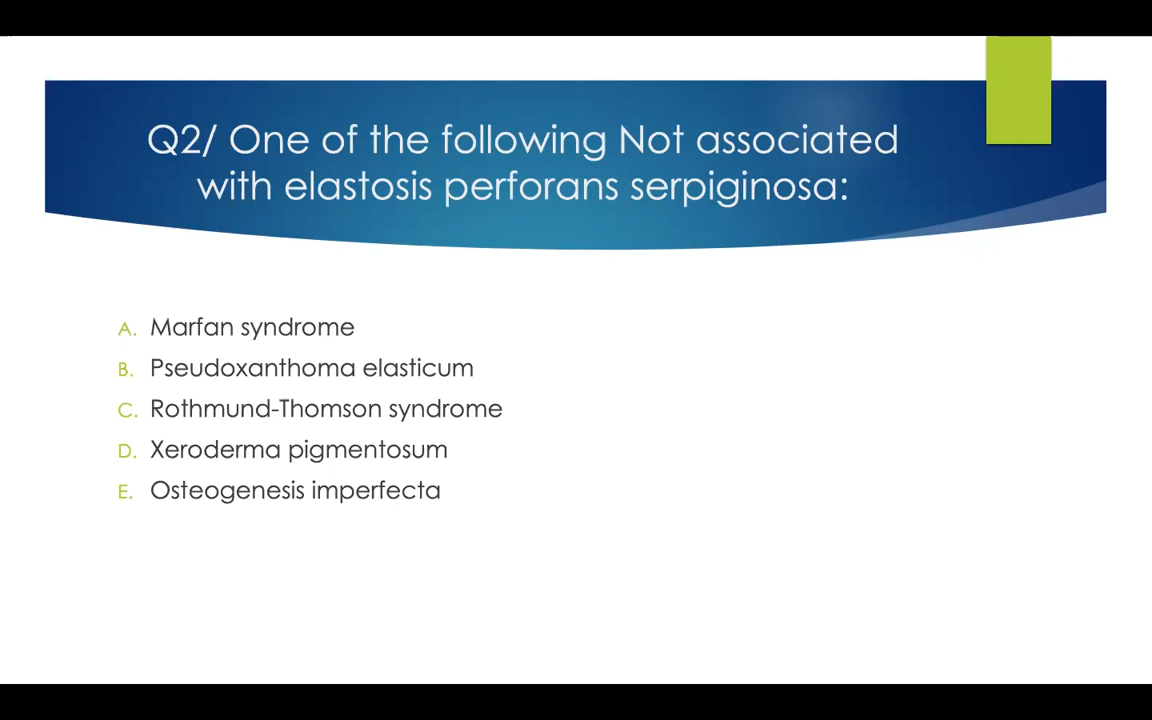 Q2/ One of the following Not associated
with elastosis perforans serpiginosa:
A. Marfan syndrome
B. Pseudoxanthoma elasticum
C. Rothmund-Thomson syndrome
D. Xeroderma pigmentosum
E. Osteogenesis imperfecta